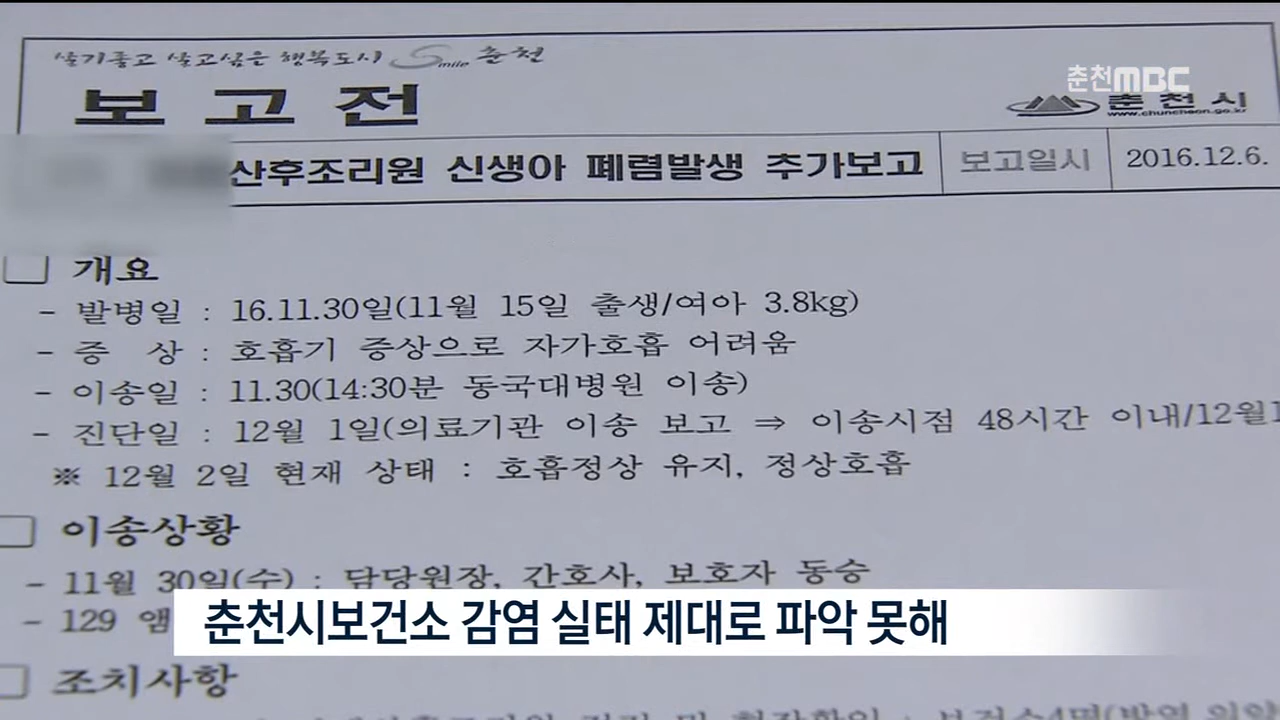 살기좋고 살고싶은 행복도시 Smile 춘천
춘천MBC
보고전
춘천시
www.chuncheon.go.kr
산후조리원 신생아 폐렴발생 추가보고 보고일시 2016.12.6.
□ 개요
- 발병일 : 16.11.30일(11월 15일 출생/여아 3.8kg)
- 증 상 : 호흡기 증상으로 자가호흡 어려움
- 이송일 : 11.30(14:30분 동국대병원 이송)
- 진단일 : 12월 1일(의료기관 이송 보고 ⇒ 이송시점 48시간 이내/12월1
※ 12월 2일 현재 상태 : 호흡정상 유지, 정상호흡
□ 이송상황
- 11월 30일(수) : 담당원장, 간호사, 보호자 동승
- 129 앰
춘천시보건소 감염 실태 제대로 파악 못해
□ 조치사항